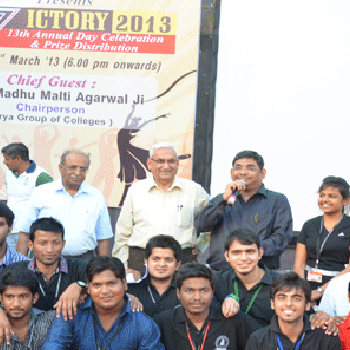 Presents
ICTORY 2013
13th Annual Day Celebration
& Prize Distribution
March '13 (6.00 pm onwards)
Chief Guest :
Madhu Malti Agarwal Ji
Chairperson
Group of Colleges )